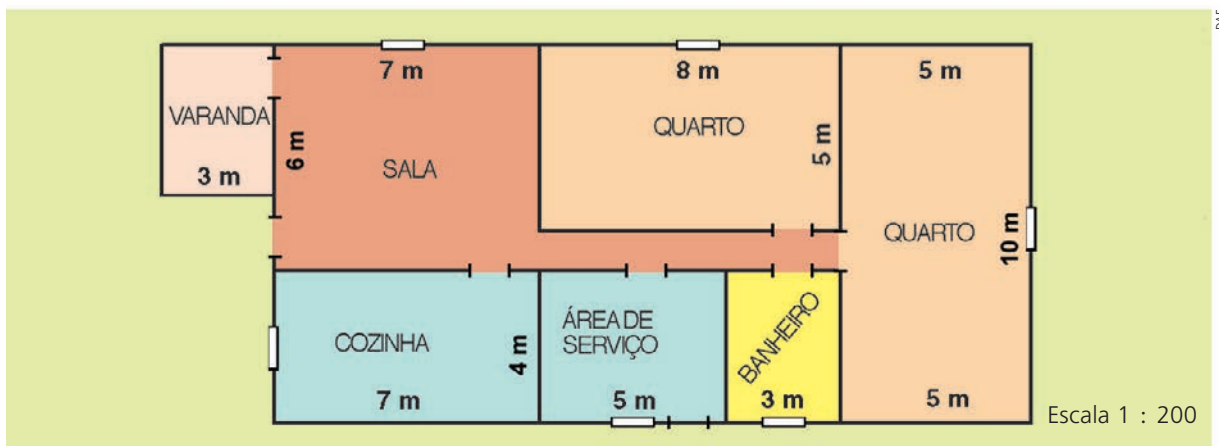 7 m
8 m
5 m
VARANDA
3 m
6 m
SALA
QUARTO
5 m
QUARTO
10 m
COZINHA
4 m
7 m
ÁREA DE
SERVIÇO
5 m
BANHEIRO
3 m
5 m
Escala 1 : 200